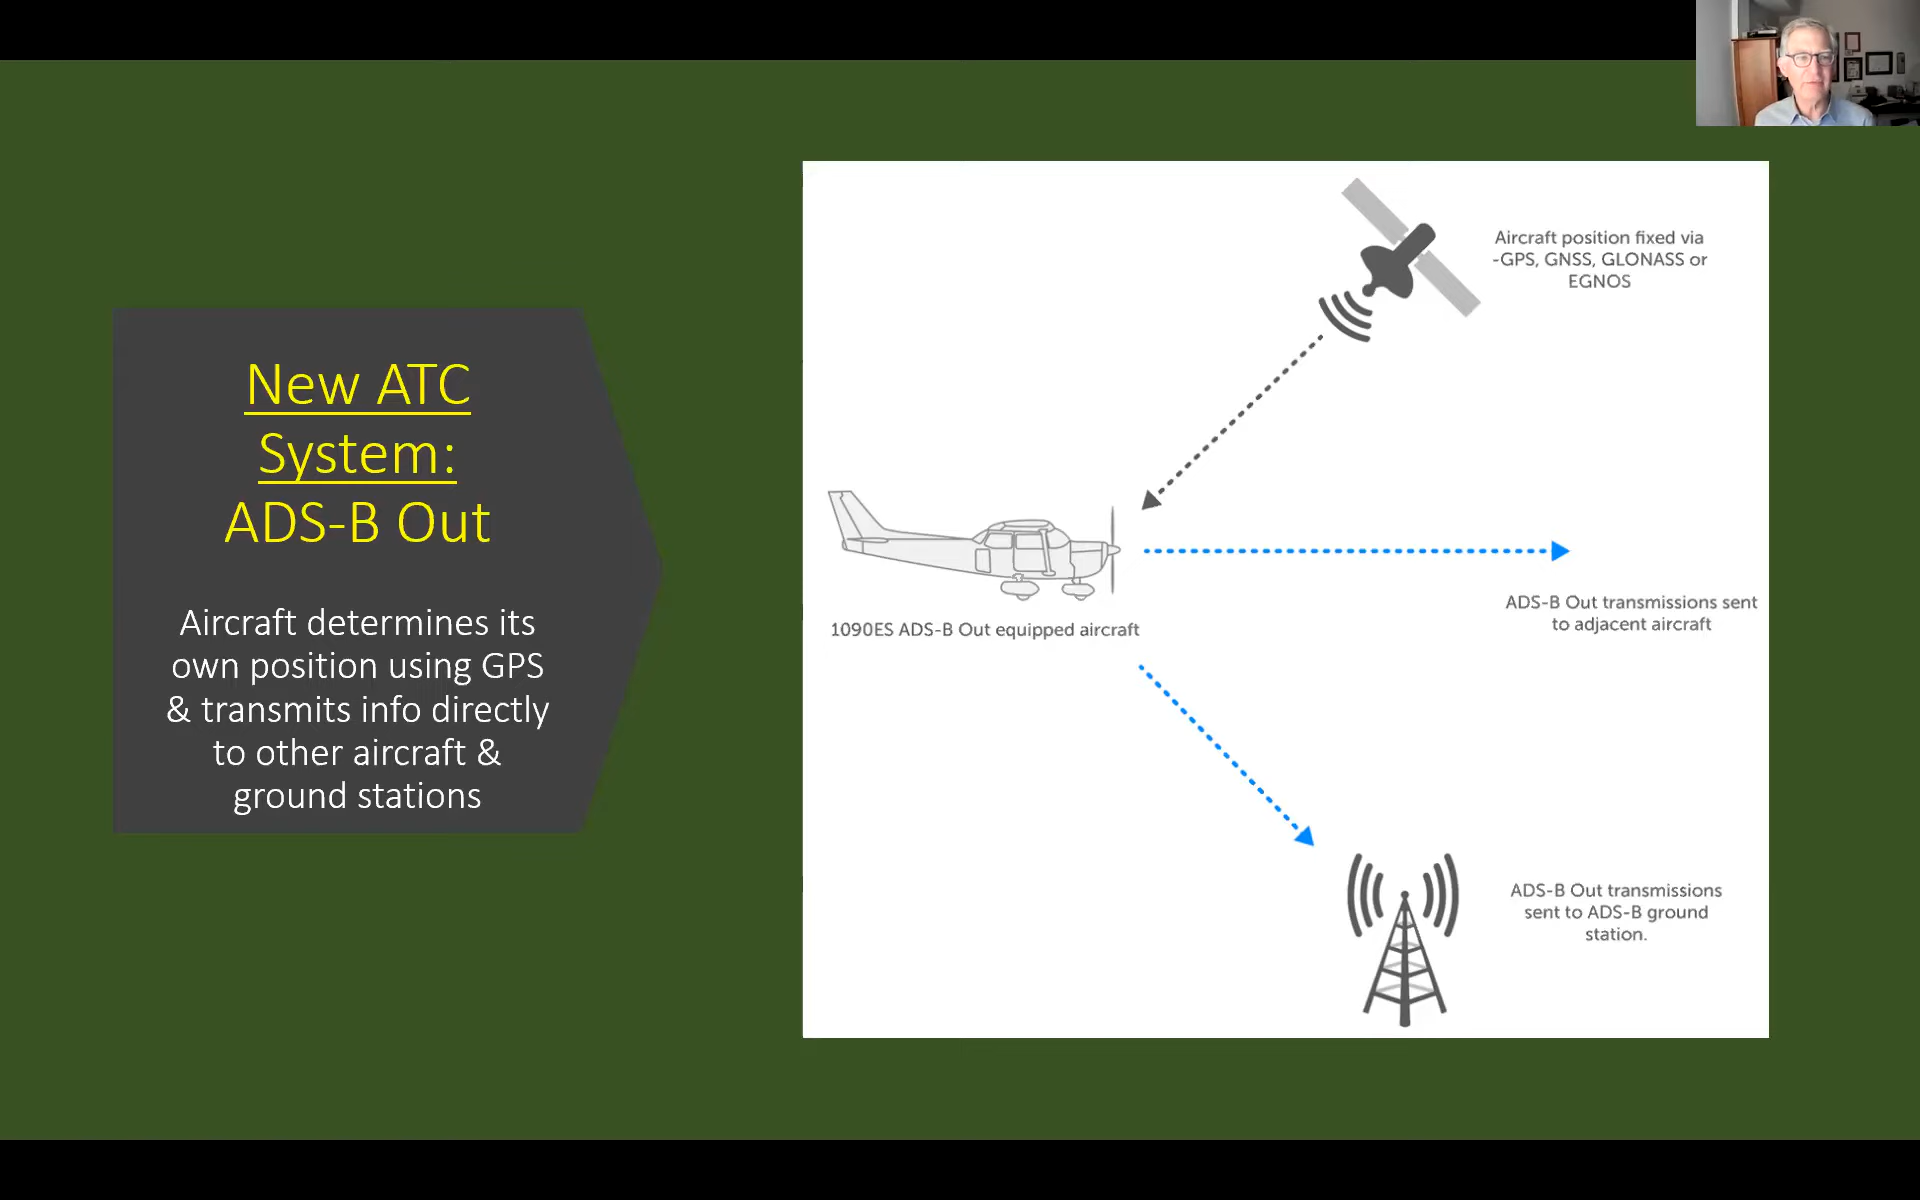 New ATC
System:
ADS-B Out
Aircraft determines its
own position using GPS
& transmits info directly
to other aircraft &
ground stations
Aircraft position fixed via
-GPS, GNSS, GLONASS or
EGNOS
1090ES ADS-B Out equipped aircraft
ADS-B Out transmissions sent
to adjacent aircraft
ADS-B Out transmissions
sent to ADS-B ground
station.